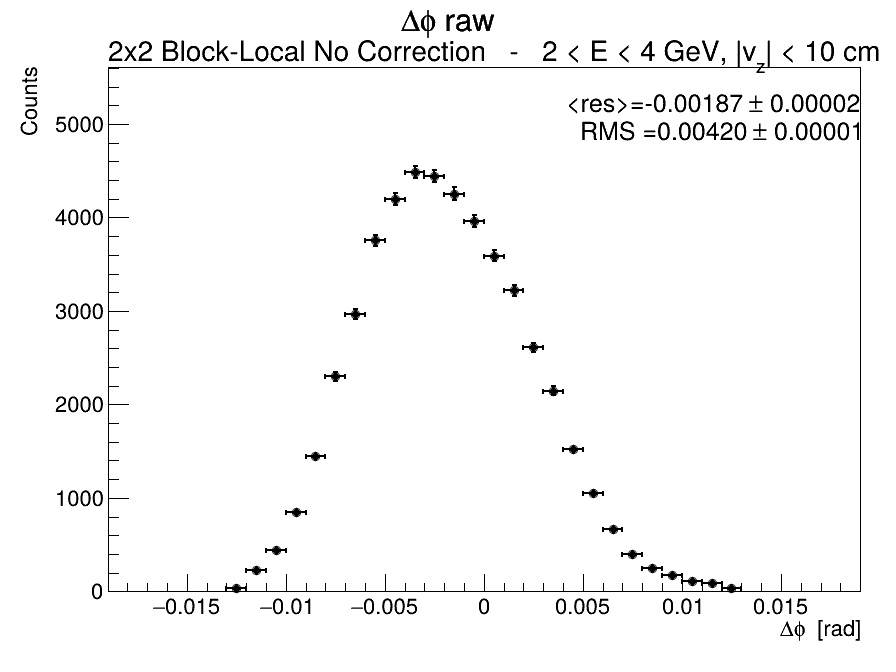 Δϕ raw
2x2 Block-Local No Correction - 2 < E < 4 GeV, |v_z| < 10 cm
<res>=-0.00187 ± 0.00002
RMS =0.00420 ± 0.00001
Counts
5000
4000
3000
2000
1000
0
−0.015 −0.01 −0.005 0 0.005 0.01 0.015
Δϕ [rad]